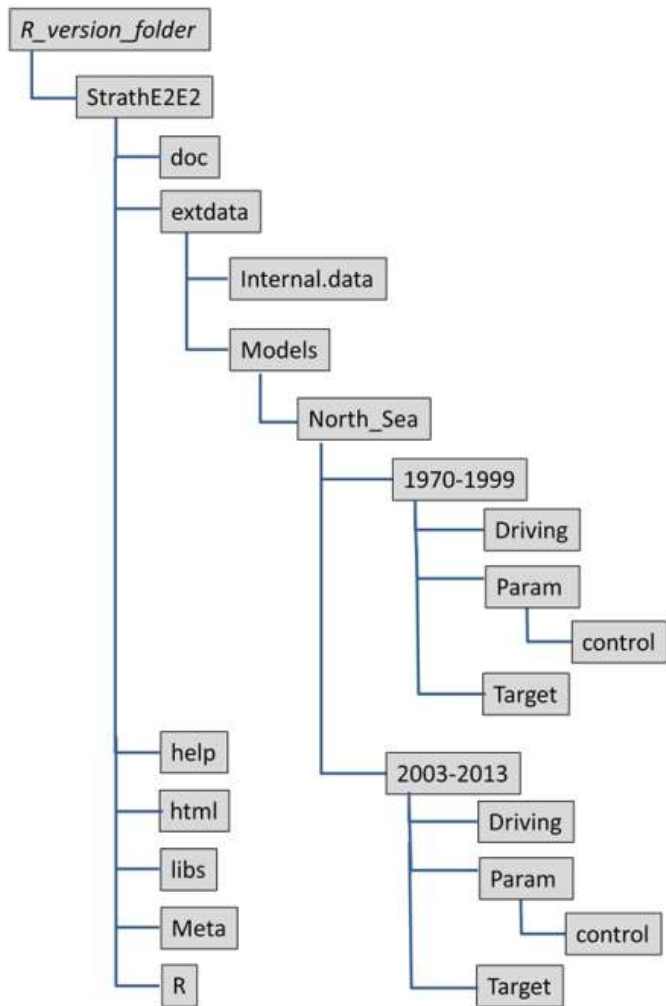 R_version_folder
StrathE2E2
doc
extdata
Internal.data
Models
North_Sea
1970-1999
Driving
Param
control
Target
help
2003-2013
html
Driving
libs
Param
Meta
control
R
Target